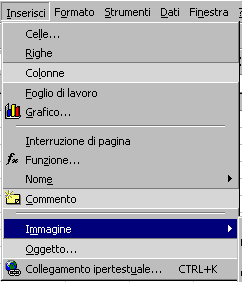 Inserisci Formato Strumenti Dati Finestra ?
Celle...
Righe
Colonne
Foglio di lavoro
Grafico...
Interruzione di pagina
fx Funzione...
Nome
Commento
Immagine
Oggetto...
Collegamento ipertestuale... CTRL+K